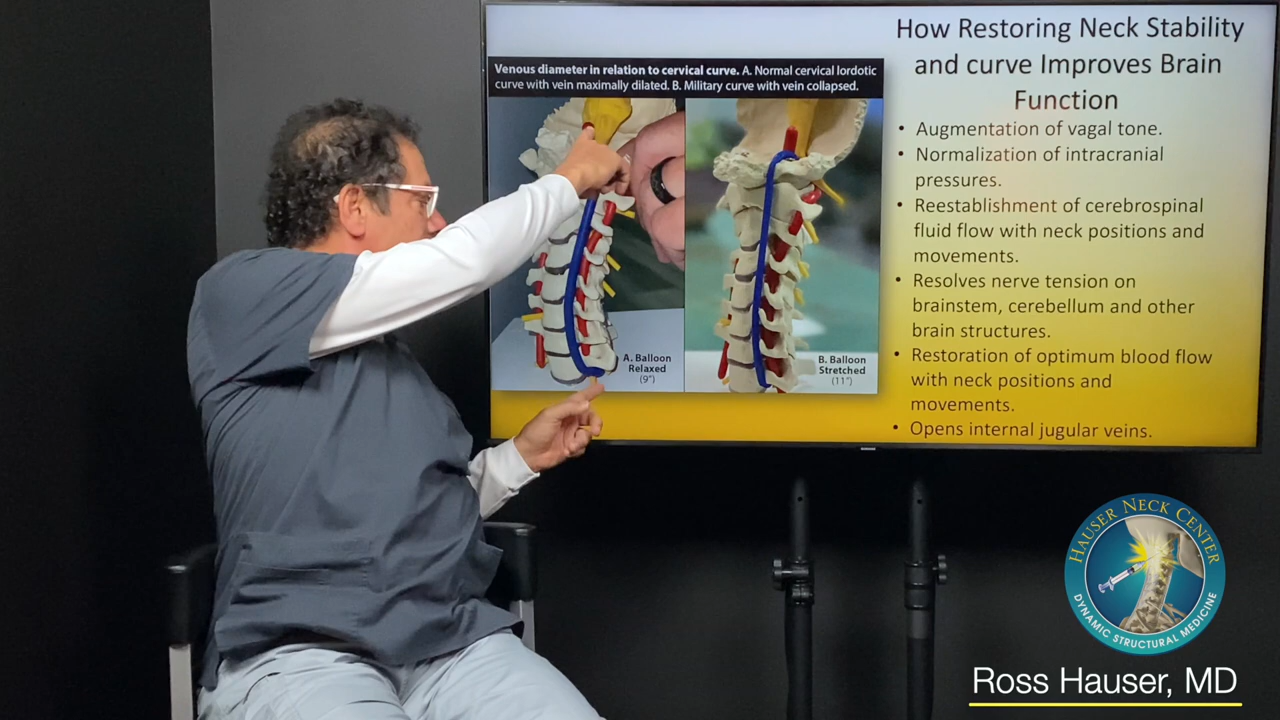 How Restoring Neck Stability
and curve Improves Brain
Function
Venous diameter in relation to cervical curve. A. Normal cervical lordotic
curve with vein maximally dilated. B. Military curve with vein collapsed.
A. Balloon
Relaxed
(9")
B. Balloon
Stretched
(11")
• Augmentation of vagal tone.
• Normalization of intracranial
pressures.
• Reestablishment of cerebrospinal
fluid flow with neck positions and
movements.
• Resolves nerve tension on
brainstem, cerebellum and other
brain structures.
• Restoration of optimum blood flow
with neck positions and
movements.
• Opens internal jugular veins.
HAUSER NECK CENTER
DYNAMIC STRUCTURAL MEDICINE
Ross Hauser, MD